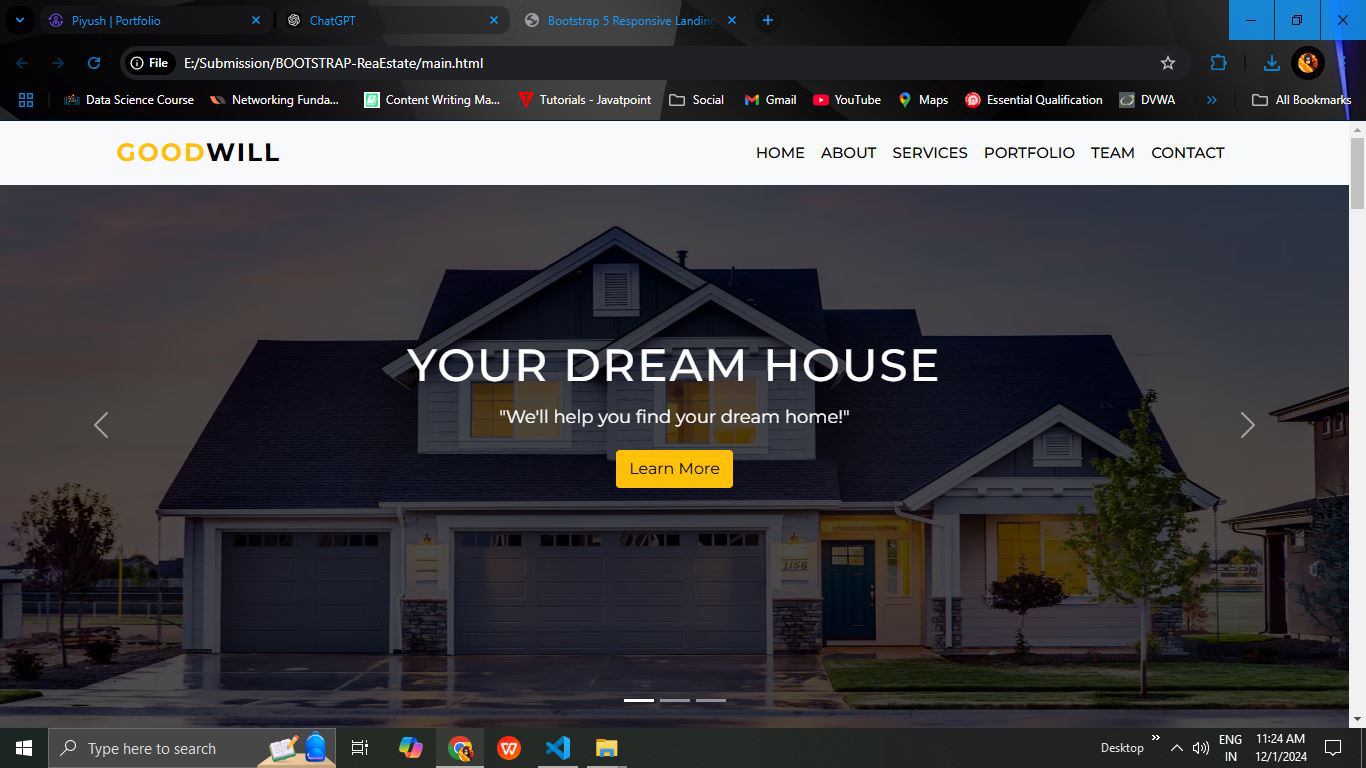 Piyush | Portfolio
ChatGPT
Bootstrap 5 Responsive Landing
File
E:/Submission/BOOTSTRAP-ReaEstate/main.html
Data Science Course
Networking Funda...
Content Writing Ma...
Tutorials - Javatpoint
Social
Gmail
YouTube
Maps
Essential Qualification
DVWA
All Bookmarks
GOODWILL
HOME ABOUT SERVICES PORTFOLIO TEAM CONTACT
YOUR DREAM HOUSE
"We'll help you find your dream home!"
Learn More
1156
Type here to search
Desktop
ENG
IN
11:24 AM
12/1/2024